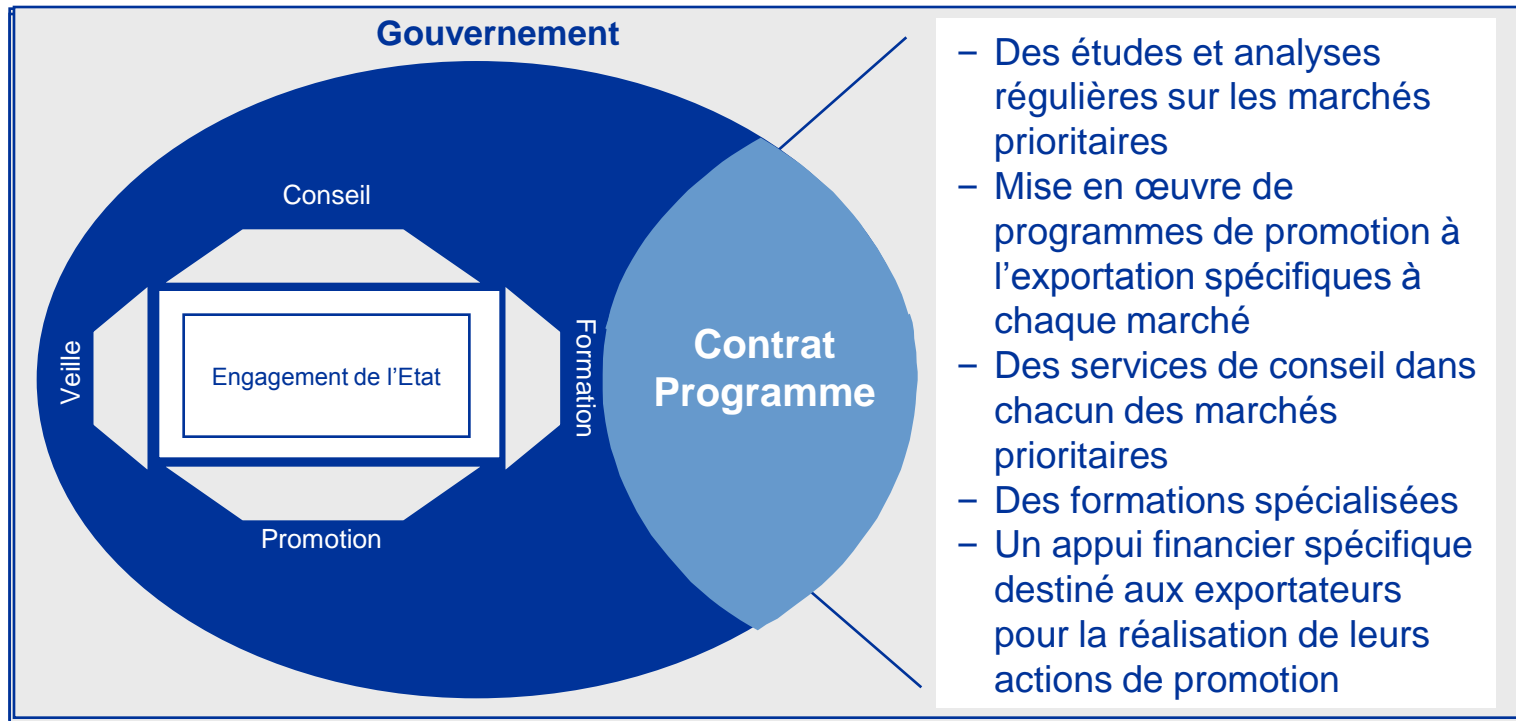 Gouvernement
Conseil
Veille
Engagement de l’Etat
Formation
Promotion
Contrat
Programme
– Des études et analyses
régulières sur les marchés
prioritaires
– Mise en œuvre de
programmes de promotion à
l’exportation spécifiques à
chaque marché
– Des services de conseil dans
chacun des marchés
prioritaires
– Des formations spécialisées
– Un appui financier spécifique
destiné aux exportateurs
pour la réalisation de leurs
actions de promotion